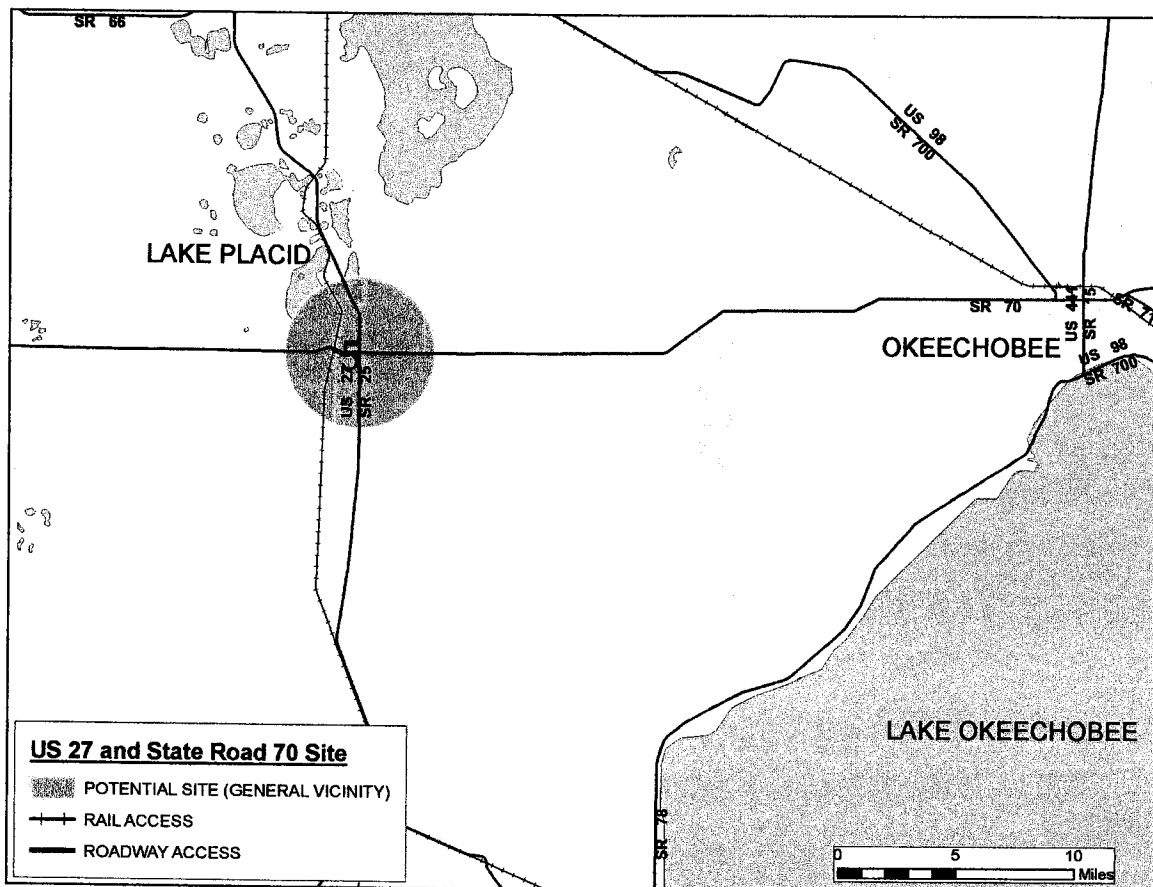 SR 66
US 98
SR 700
LAKE PLACID
SR 70
US 441
SR 15
SR 71
OKEECHOBEE
US 98
SR 700
US 27
SR 25
LAKE OKEECHOBEE
SR 78
US 27 and State Road 70 Site
POTENTIAL SITE (GENERAL VICINITY)
RAIL ACCESS
ROADWAY ACCESS
0 5 10
Miles